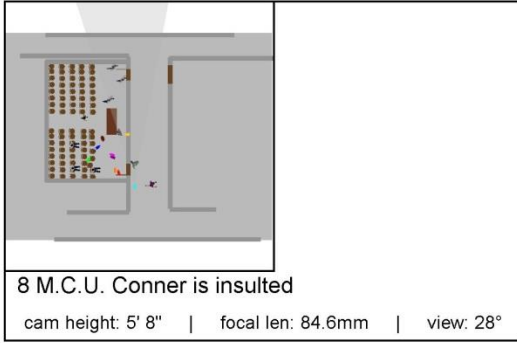 8 M.C.U. Conner is insulted
cam height: 5' 8" | focal len: 84.6mm | view: 28°